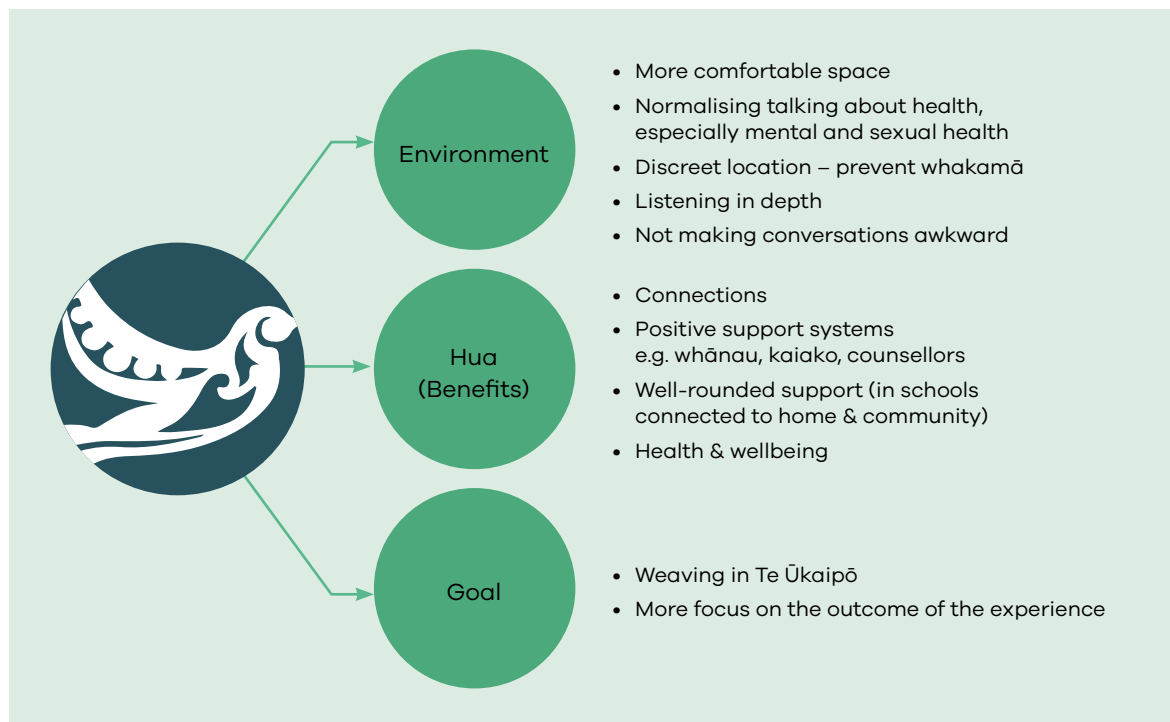 Environment
• More comfortable space
• Normalising talking about health,
especially mental and sexual health
• Discreet location – prevent whakamā
• Listening in depth
• Not making conversations awkward
Hua
(Benefits)
• Connections
• Positive support systems
e.g. whānau, kaiako, counsellors
• Well-rounded support (in schools
connected to home & community)
• Health & wellbeing
Goal
• Weaving in Te Ūkaipō
• More focus on the outcome of the experience